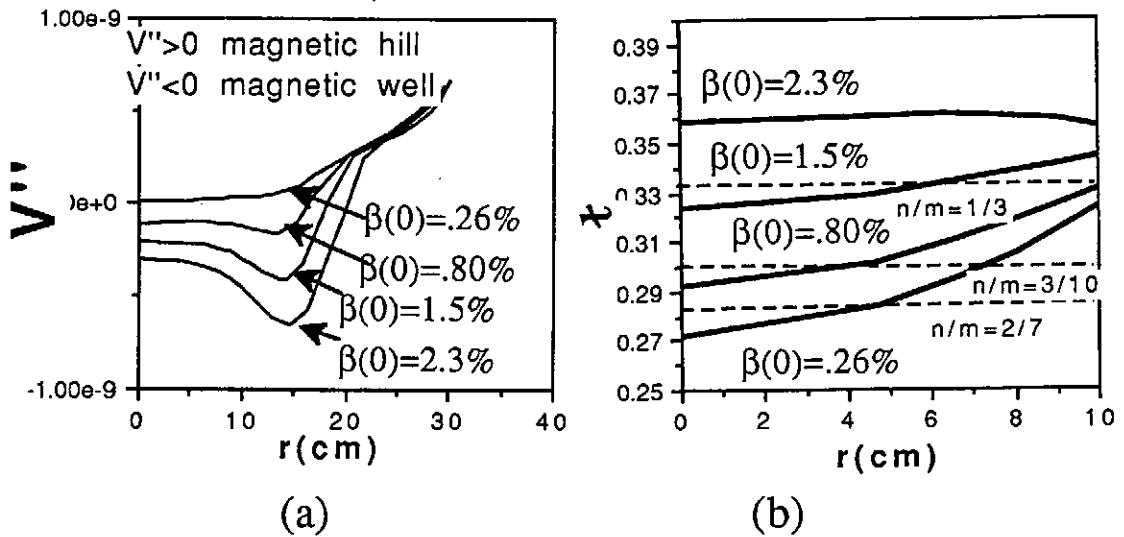 1.00e-9
V">0 magnetic hill
V"<0 magnetic well
V"
0e+0
β(0)=.26%
β(0)=.80%
β(0)=1.5%
β(0)=2.3%
-1.00e-9
0 10 20 30 40
r(cm)
(a)
0.39
0.37
0.35
0.33
0.31
0.29
0.27
0.25
ɫ
β(0)=2.3%
β(0)=1.5%
n/m=1/3
β(0)=.80%
n/m=3/10
n/m=2/7
β(0)=.26%
0 2 4 6 8 10
r(cm)
(b)